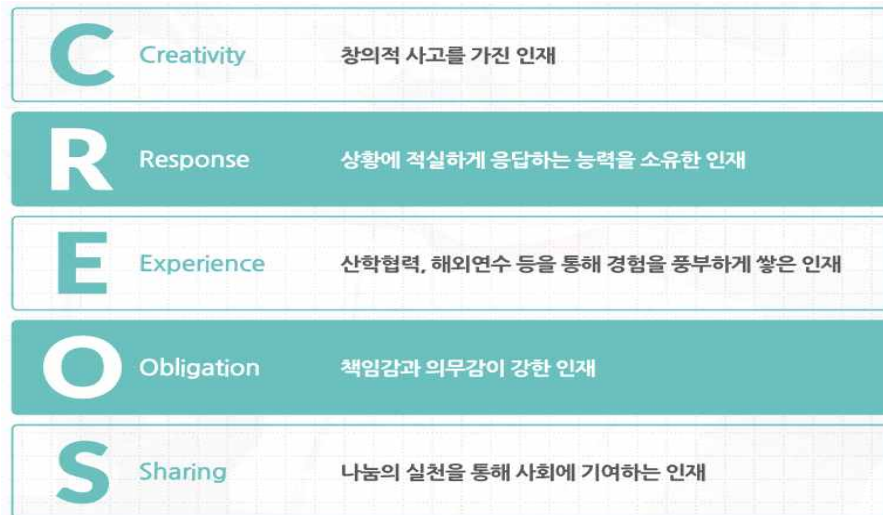 C Creativity 창의적 사고를 가진 인재
R Response 상황에 적실하게 응답하는 능력을 소유한 인재
E Experience 산학협력, 해외연수 등을 통해 경험을 풍부하게 쌓은 인재
O Obligation 책임감과 의무감이 강한 인재
S Sharing 나눔의 실천을 통해 사회에 기여하는 인재